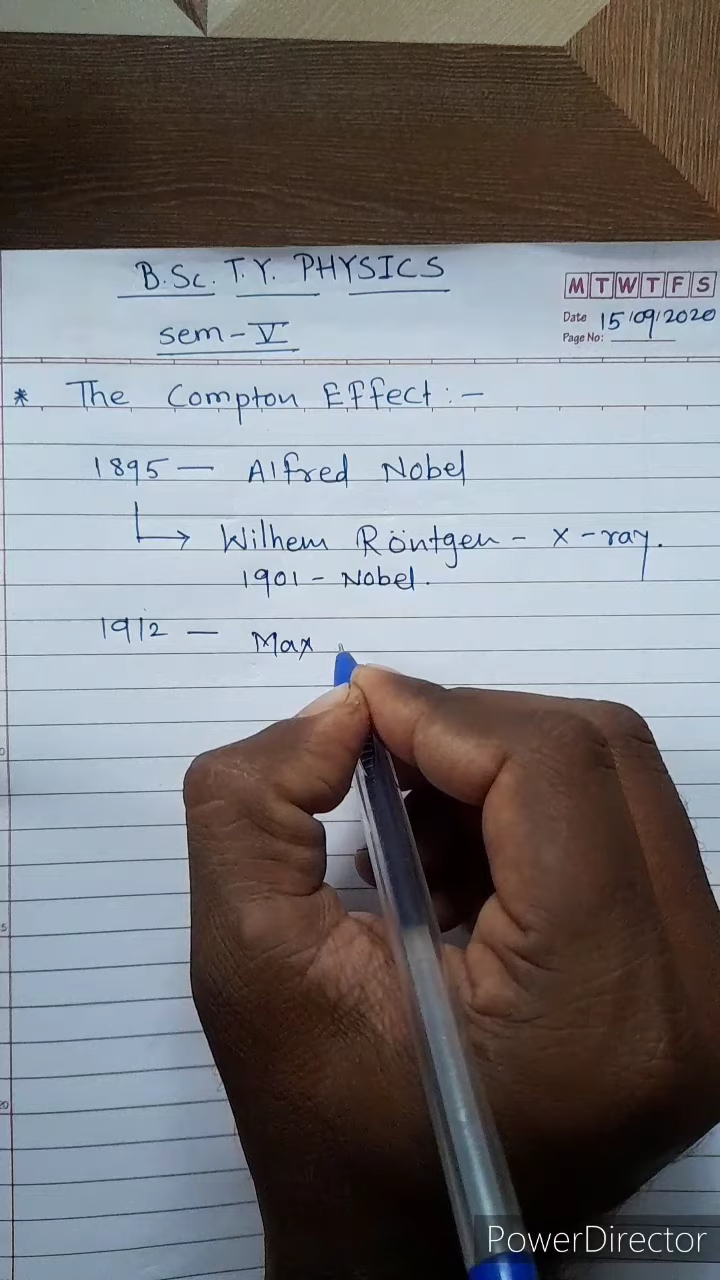 B.Sc. T.Y. PHYSICS
Sem-V
M T W T F S
Date 15/09/2020
Page No:
* The Compton Effect :-
1895 — Alfred Nobel
Wilhem Röntgen - X-ray.
1901 - Nobel.
1912 — Max
PowerDirector